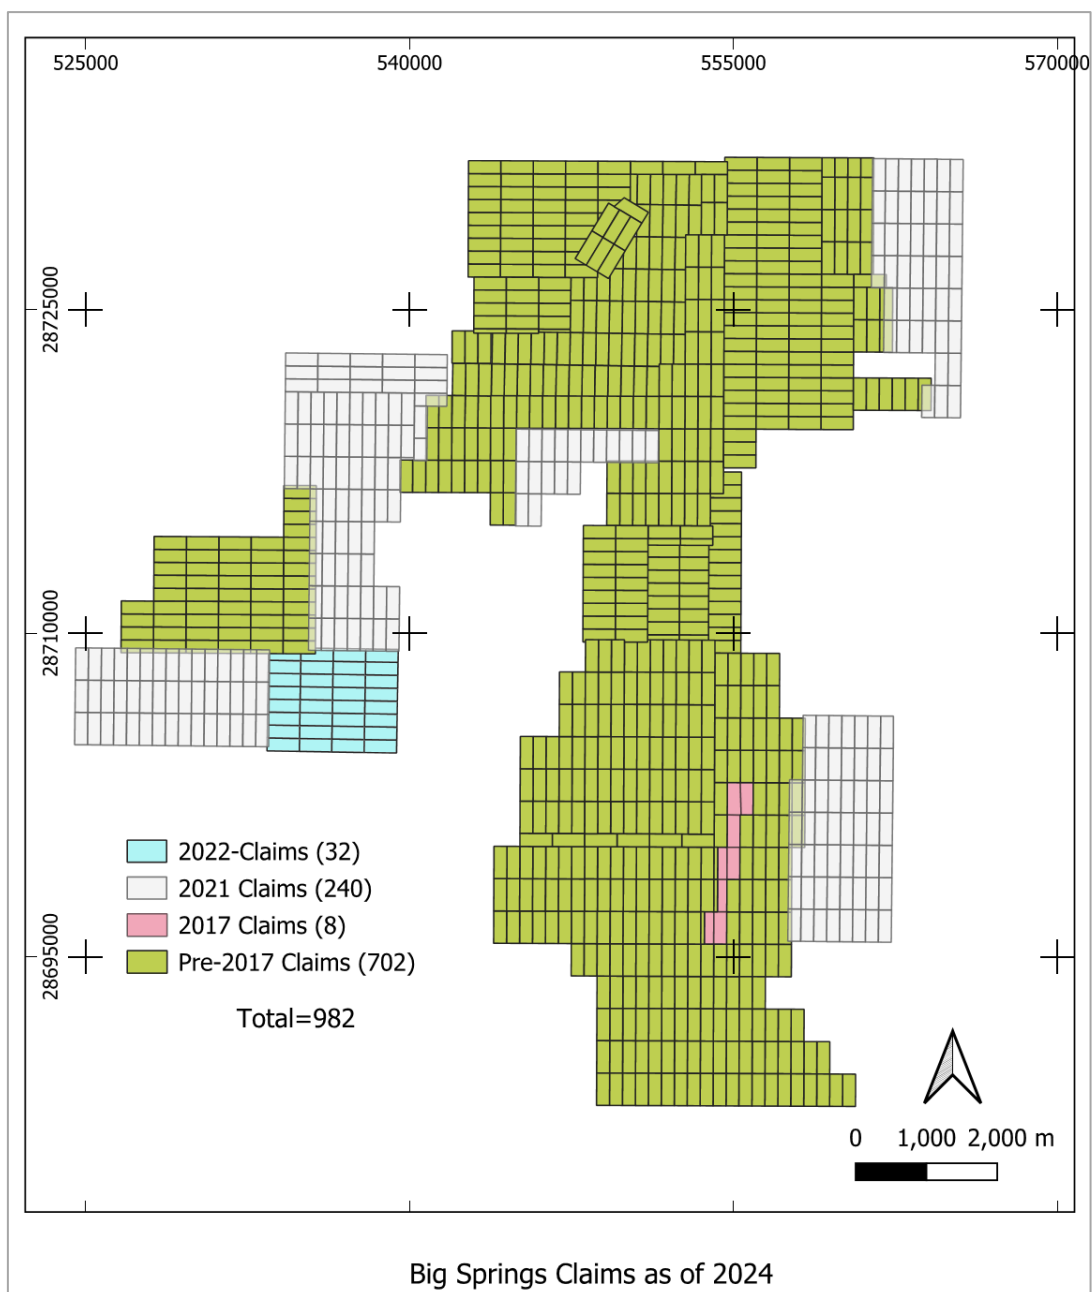 525000 540000 555000 570000
28725000
28710000
28695000
2022-Claims (32)
2021 Claims (240)
2017 Claims (8)
Pre-2017 Claims (702)
Total=982
0 1,000 2,000 m
Big Springs Claims as of 2024